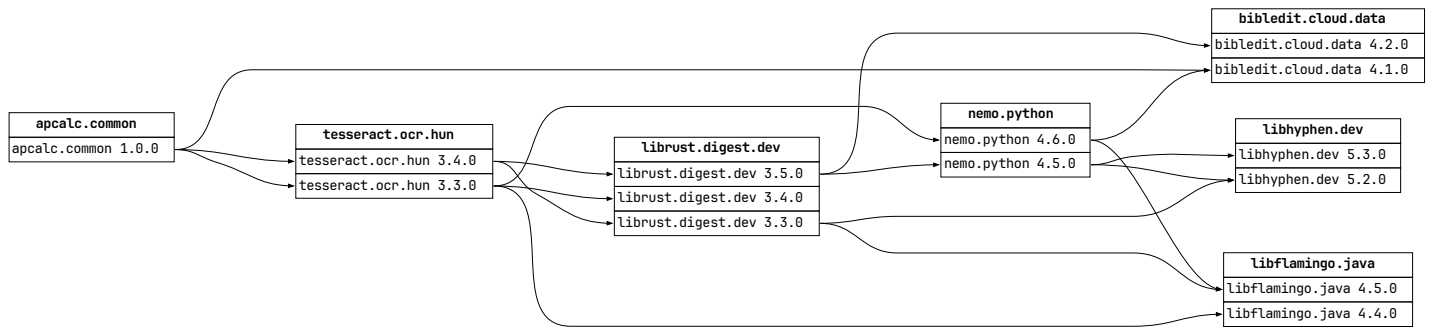 apcalc.common
apcalc.common 1.0.0
tesseract.ocr.hun
tesseract.ocr.hun 3.4.0
tesseract.ocr.hun 3.3.0
librust.digest.dev
librust.digest.dev 3.5.0
librust.digest.dev 3.4.0
librust.digest.dev 3.3.0
nemo.python
nemo.python 4.6.0
nemo.python 4.5.0
bibledit.cloud.data
bibledit.cloud.data 4.2.0
bibledit.cloud.data 4.1.0
libhyphen.dev
libhyphen.dev 5.3.0
libhyphen.dev 5.2.0
libflamingo.java
libflamingo.java 4.5.0
libflamingo.java 4.4.0